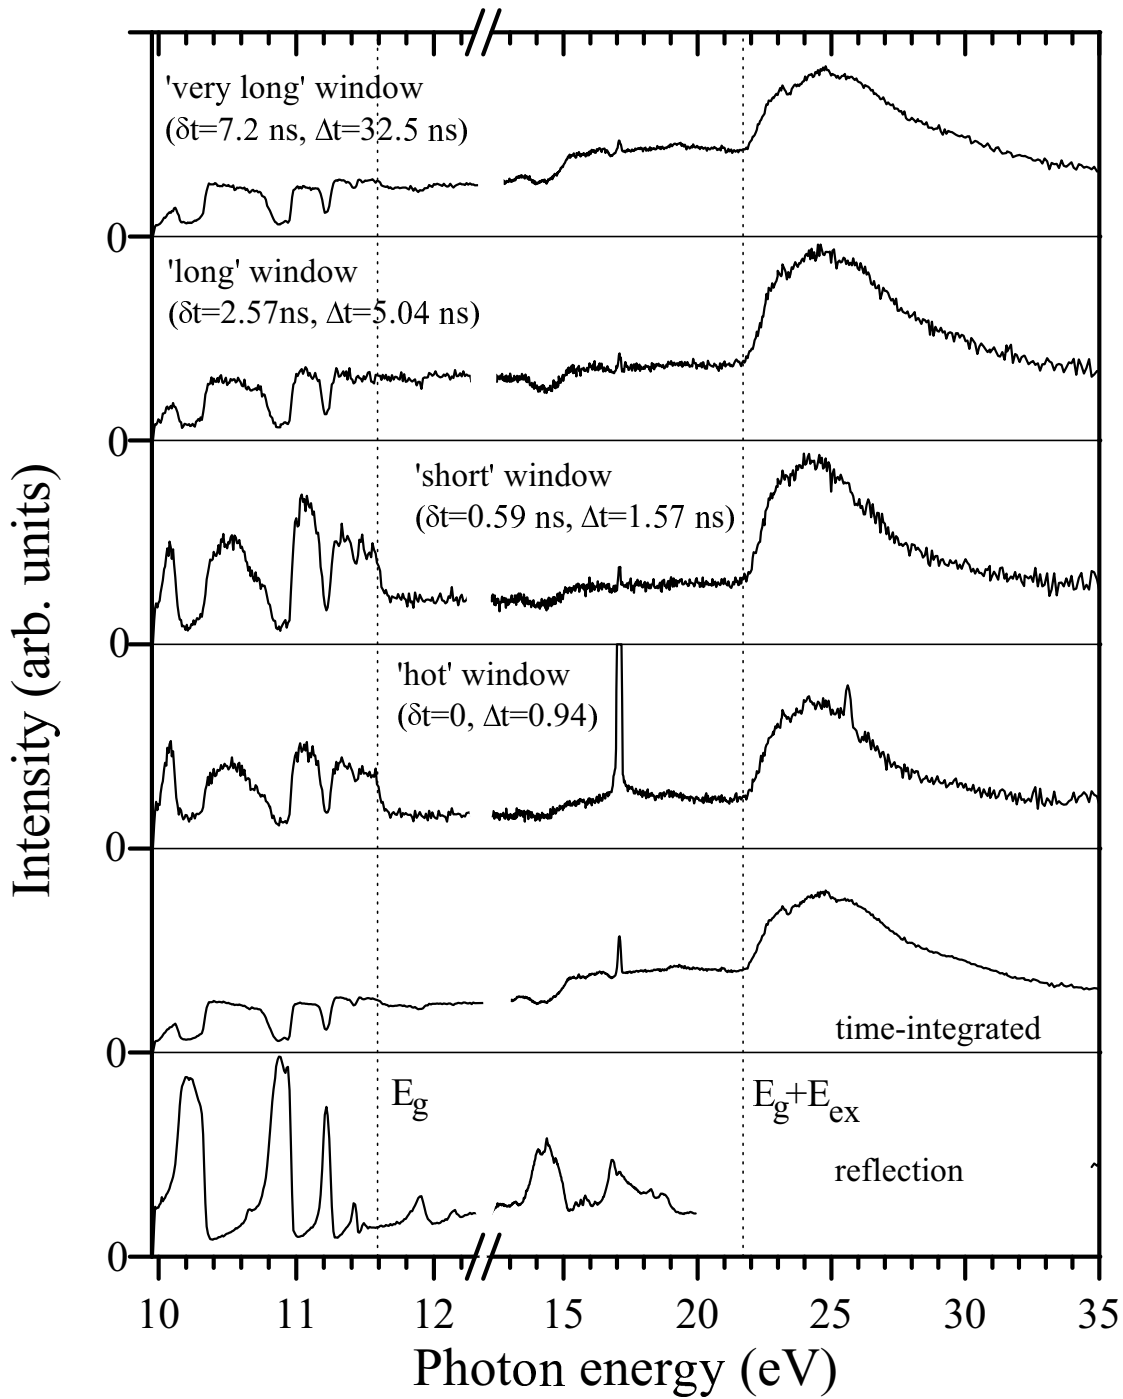 'very long' window
(δt=7.2 ns, Δt=32.5 ns)
0
'long' window
(δt=2.57ns, Δt=5.04 ns)
0
'short' window
(δt=0.59 ns, Δt=1.57 ns)
0
'hot' window
(δt=0, Δt=0.94)
0
time-integrated
0
Eg
Eg+Eex
reflection
0
10 11 12 15 20 25 30 35
Photon energy (eV)
Intensity (arb. units)